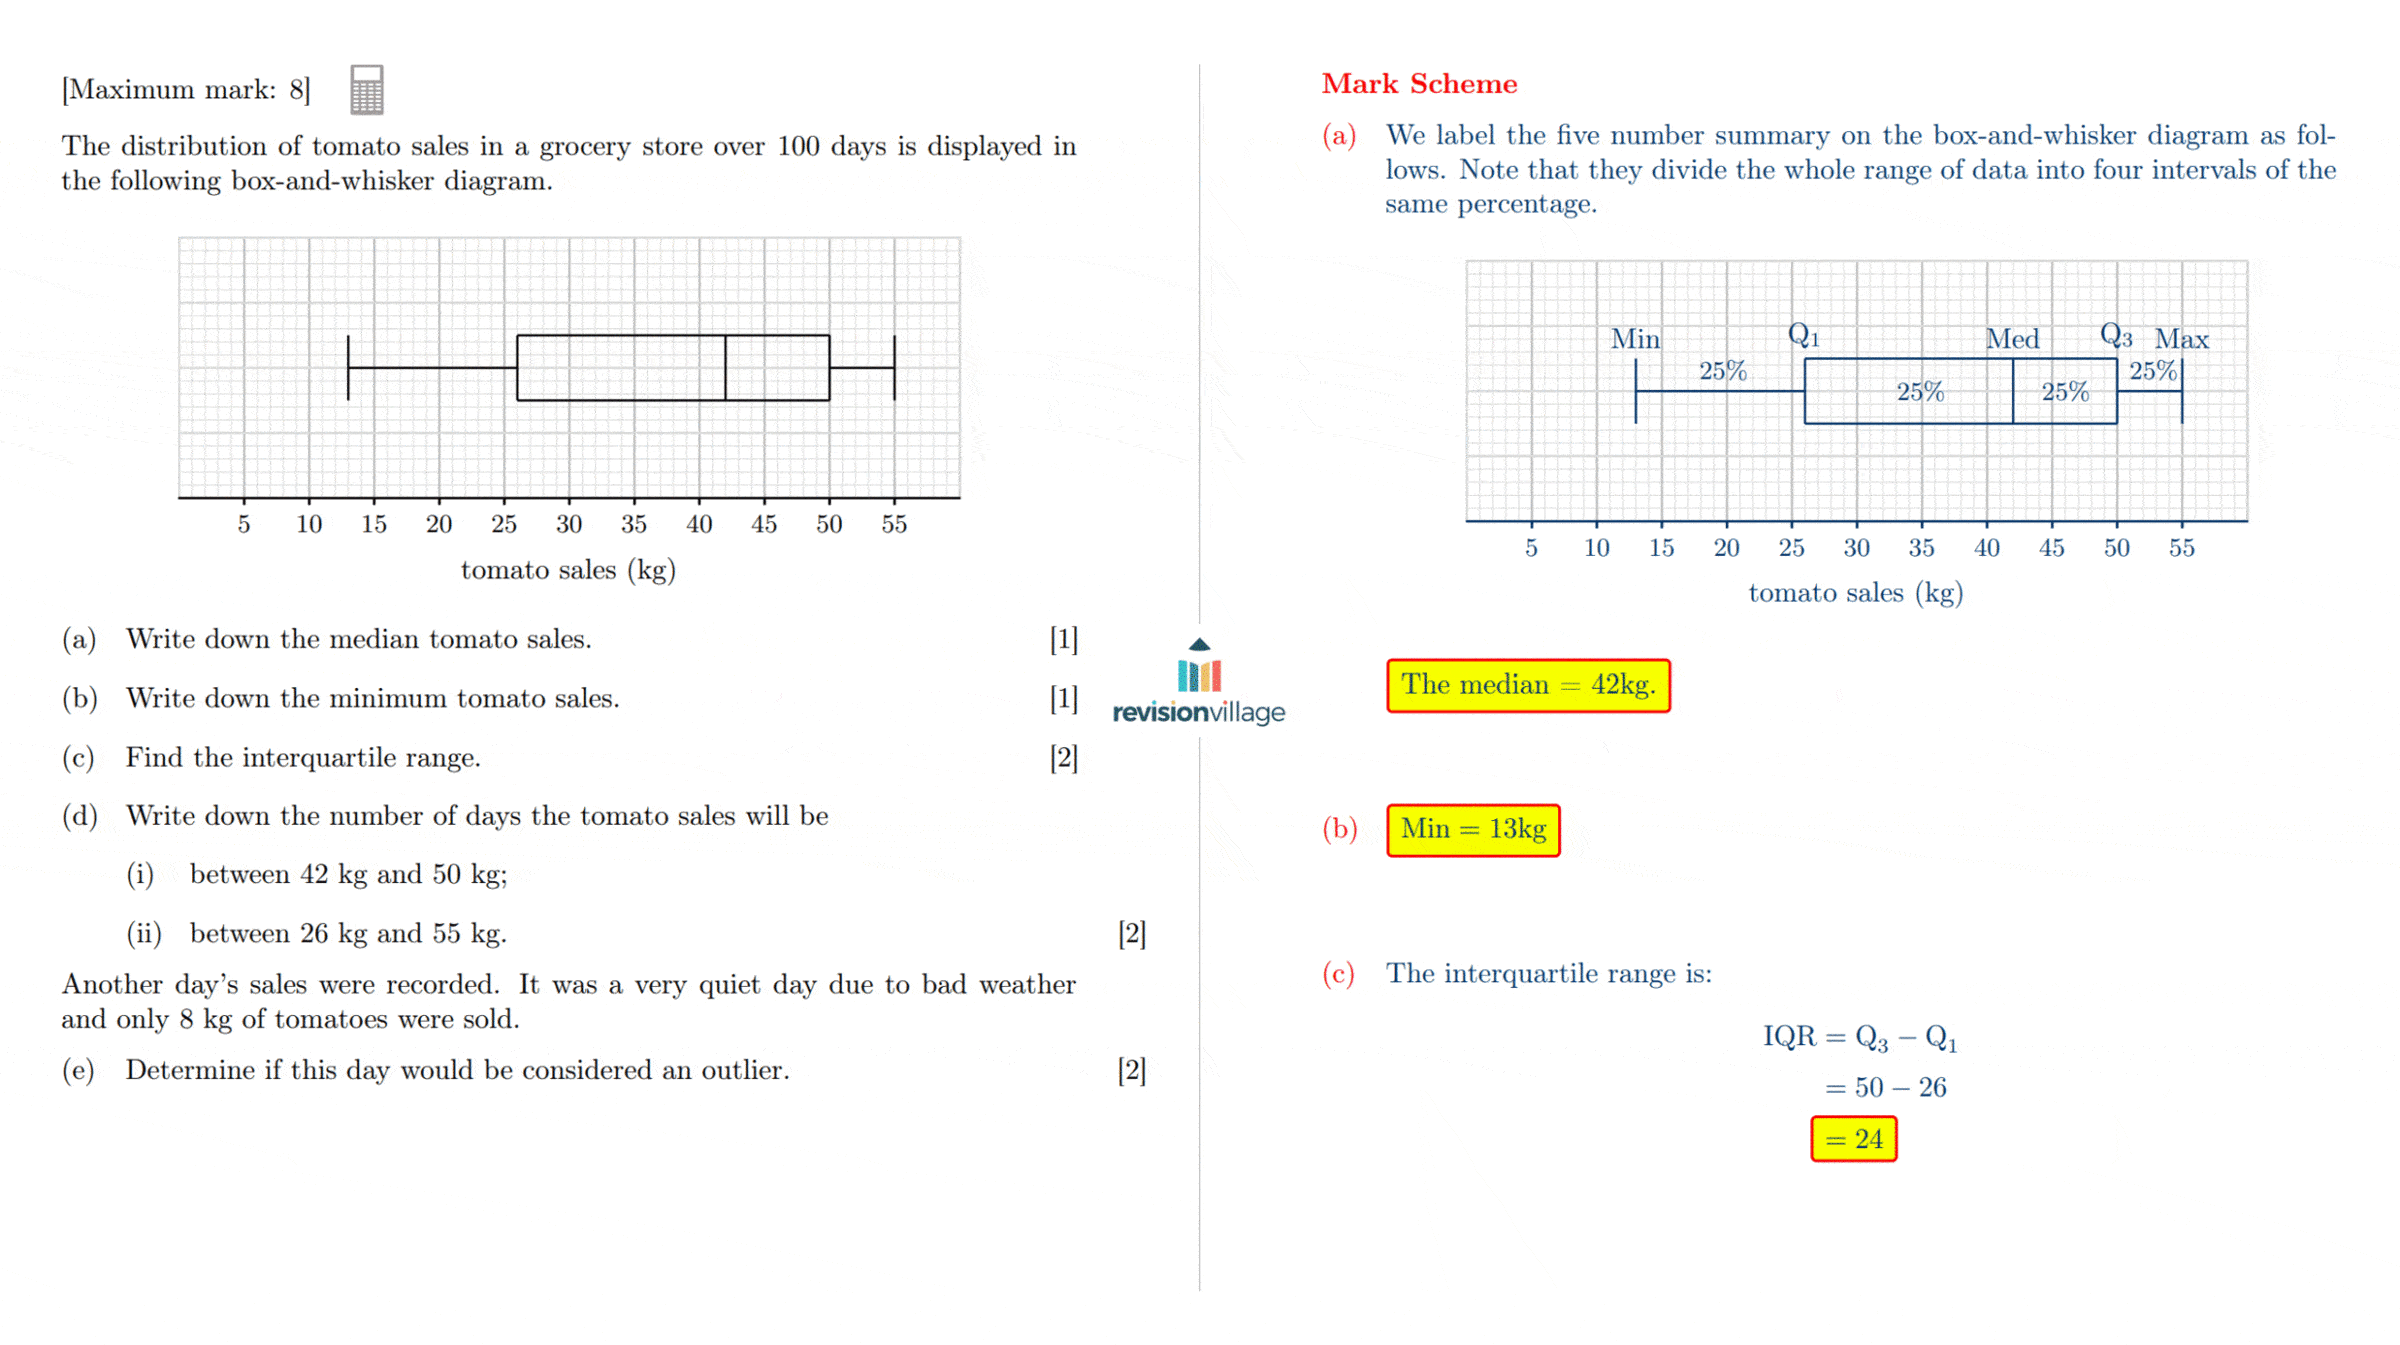 [Maximum mark: 8]
The distribution of tomato sales in a grocery store over 100 days is displayed in
the following box-and-whisker diagram.
5 10 15 20 25 30 35 40 45 50 55
tomato sales (kg)
(a) Write down the median tomato sales. [1]
(b) Write down the minimum tomato sales. [1]
(c) Find the interquartile range. [2]
(d) Write down the number of days the tomato sales will be
(i) between 42 kg and 50 kg;
(ii) between 26 kg and 55 kg. [2]
Another day's sales were recorded. It was a very quiet day due to bad weather
and only 8 kg of tomatoes were sold.
(e) Determine if this day would be considered an outlier. [2]
revisionvillage
Mark Scheme
(a) We label the five number summary on the box-and-whisker diagram as fol-
lows. Note that they divide the whole range of data into four intervals of the
same percentage.
Min Q1 Med Q3 Max
25% 25% 25% 25%
5 10 15 20 25 30 35 40 45 50 55
tomato sales (kg)
The median = 42kg.
(b) Min = 13kg
(c) The interquartile range is:
IQR = Q3 − Q1
= 50 − 26
= 24